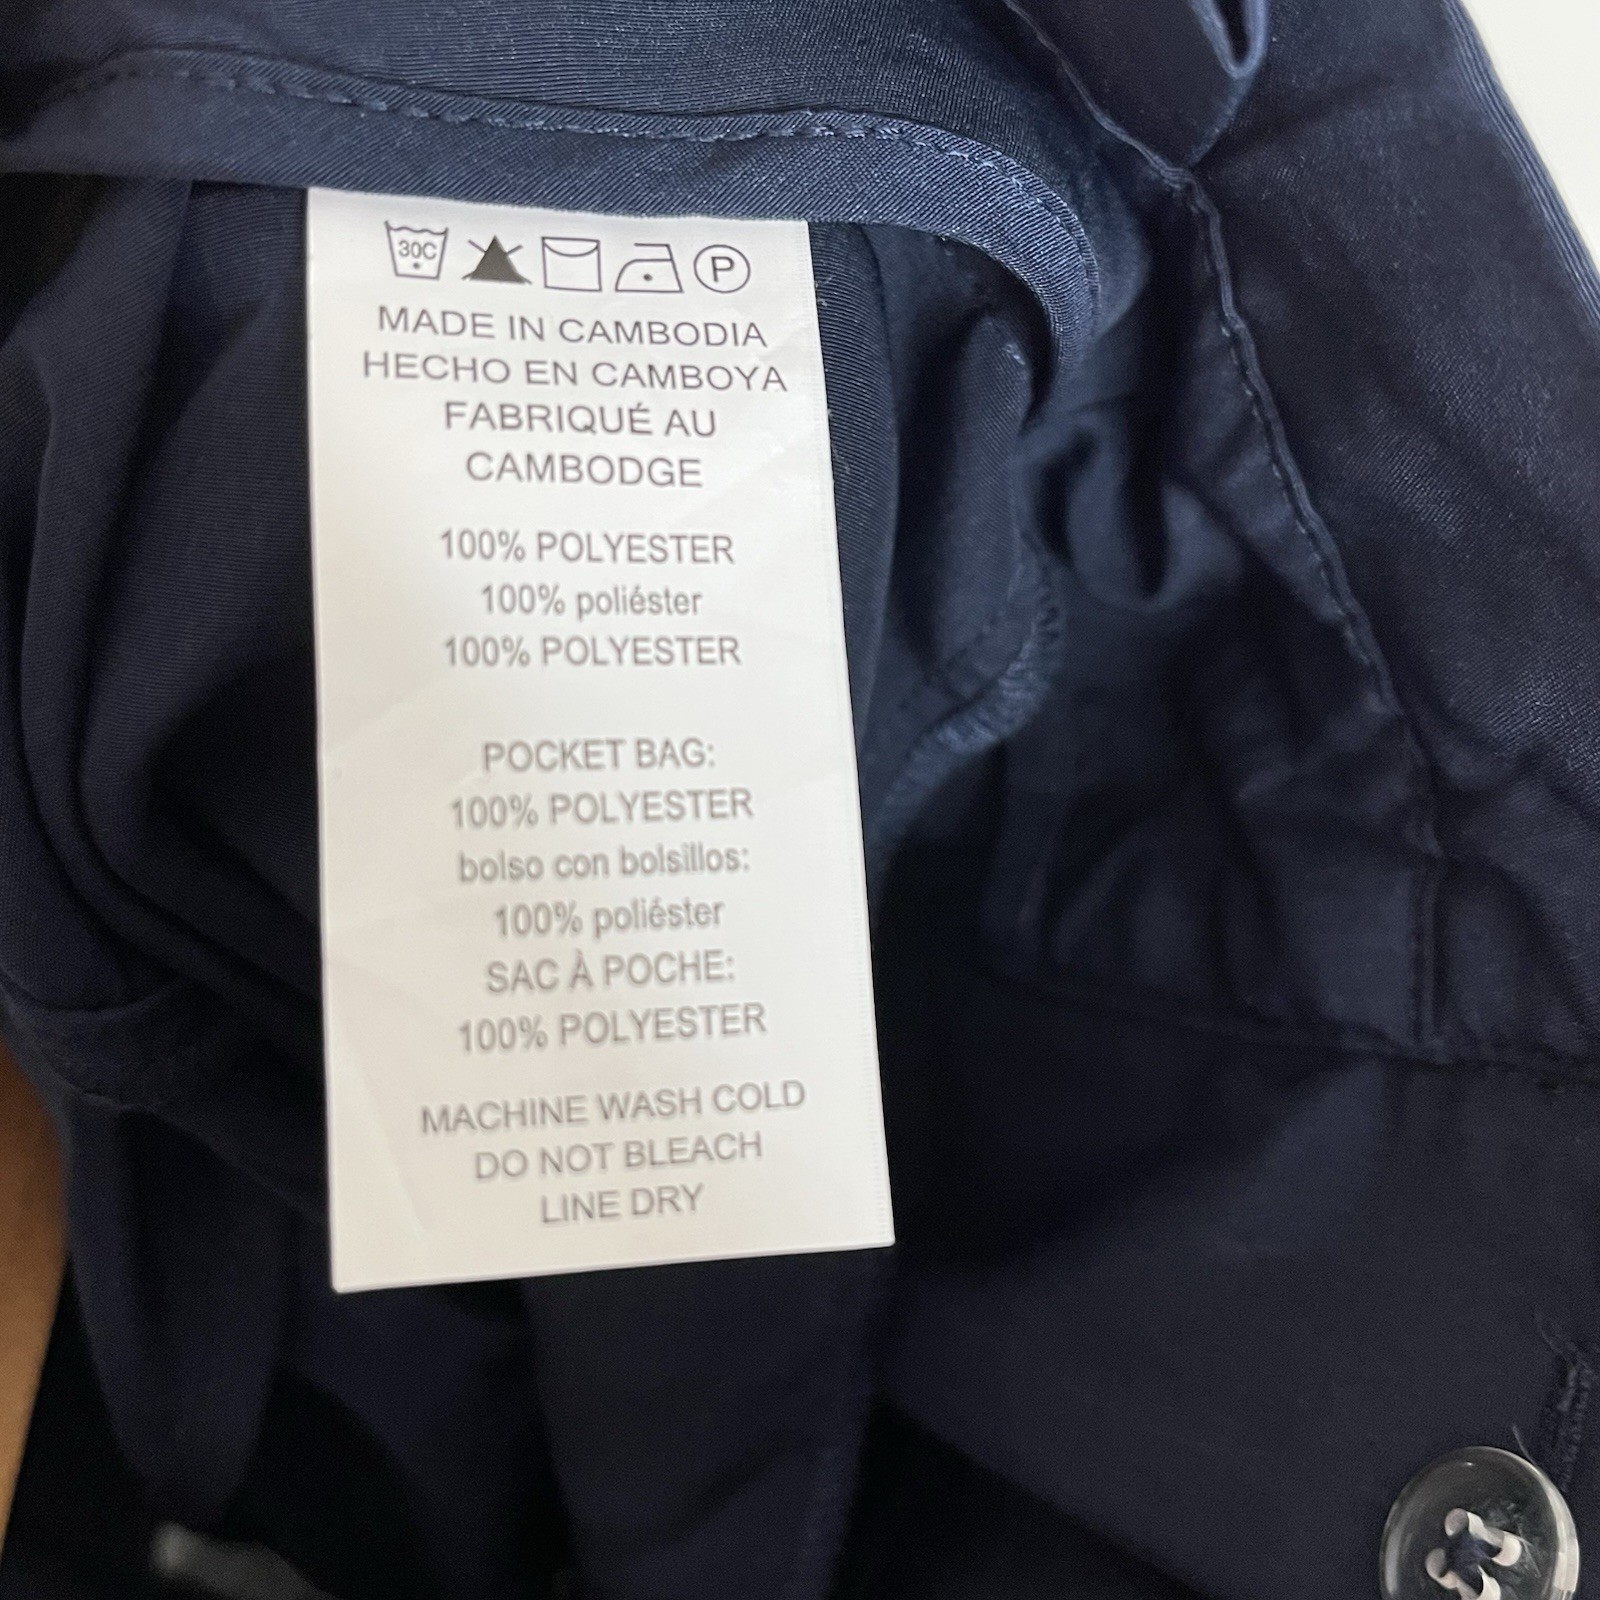 30C
P
MADE IN CAMBODIA
HECHO EN CAMBOYA
FABRIQUÉ AU
CAMBODGE
100% POLYESTER
100% poliéster
100% POLYESTER
POCKET BAG:
100% POLYESTER
bolso con bolsillos:
100% poliéster
SAC À POCHE:
100% POLYESTER
MACHINE WASH COLD
DO NOT BLEACH
LINE DRY